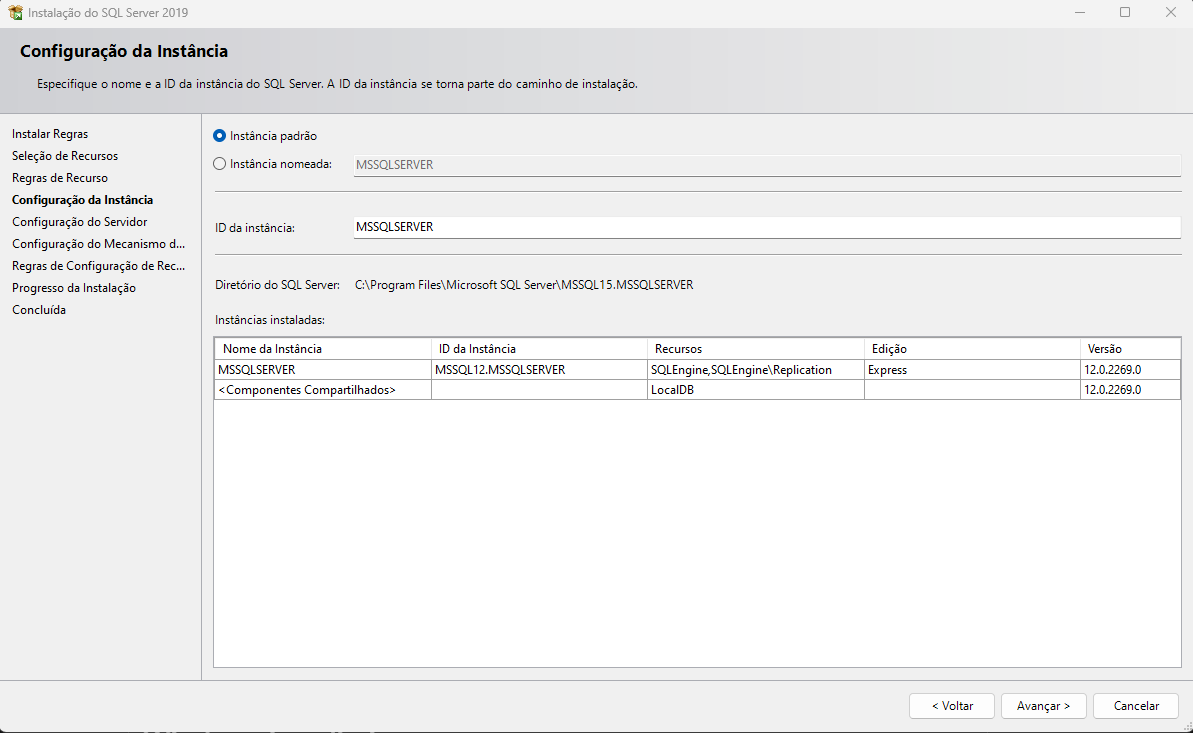 Instalação do SQL Server 2019
Configuração da Instância
Especifique o nome e a ID da instância do SQL Server. A ID da instância se torna parte do caminho de instalação.
Instalar Regras
Seleção de Recursos
Regras de Recurso
Configuração da Instância
Configuração do Servidor
Configuração do Mecanismo d...
Regras de Configuração de Rec...
Progresso da Instalação
Concluída
Instância padrão
Instância nomeada: MSSQLSERVER
ID da instância: MSSQLSERVER
Diretório do SQL Server: C:\Program Files\Microsoft SQL Server\MSSQL15.MSSQLSERVER
Instâncias instaladas:
Nome da Instância ID da Instância Recursos Edição Versão
MSSQLSERVER MSSQL12.MSSQLSERVER SQLEngine,SQLEngine\Replication Express 12.0.2269.0
<Componentes Compartilhados> LocalDB 12.0.2269.0
< Voltar Avançar > Cancelar